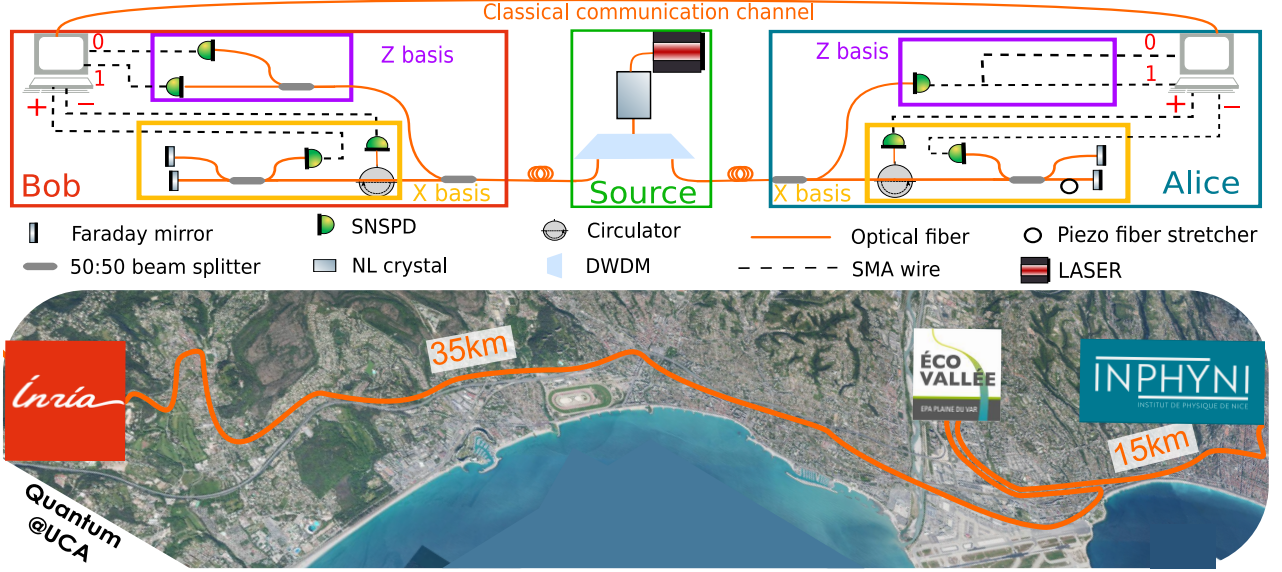 Classical communication channel
0
1
+
−
Z basis
X basis
Bob
Source
Z basis
0
1
+
−
X basis
Alice
Faraday mirror
SNSPD
Circulator
Optical fiber
Piezo fiber stretcher
50:50 beam splitter
NL crystal
DWDM
SMA wire
LASER
35km
Inría
ÉCO
VALLÉE
EPA PLAINE DU VAR
INPHYNI
INSTITUT DE PHYSIQUE DE NICE
15km
Quantum
@UCA